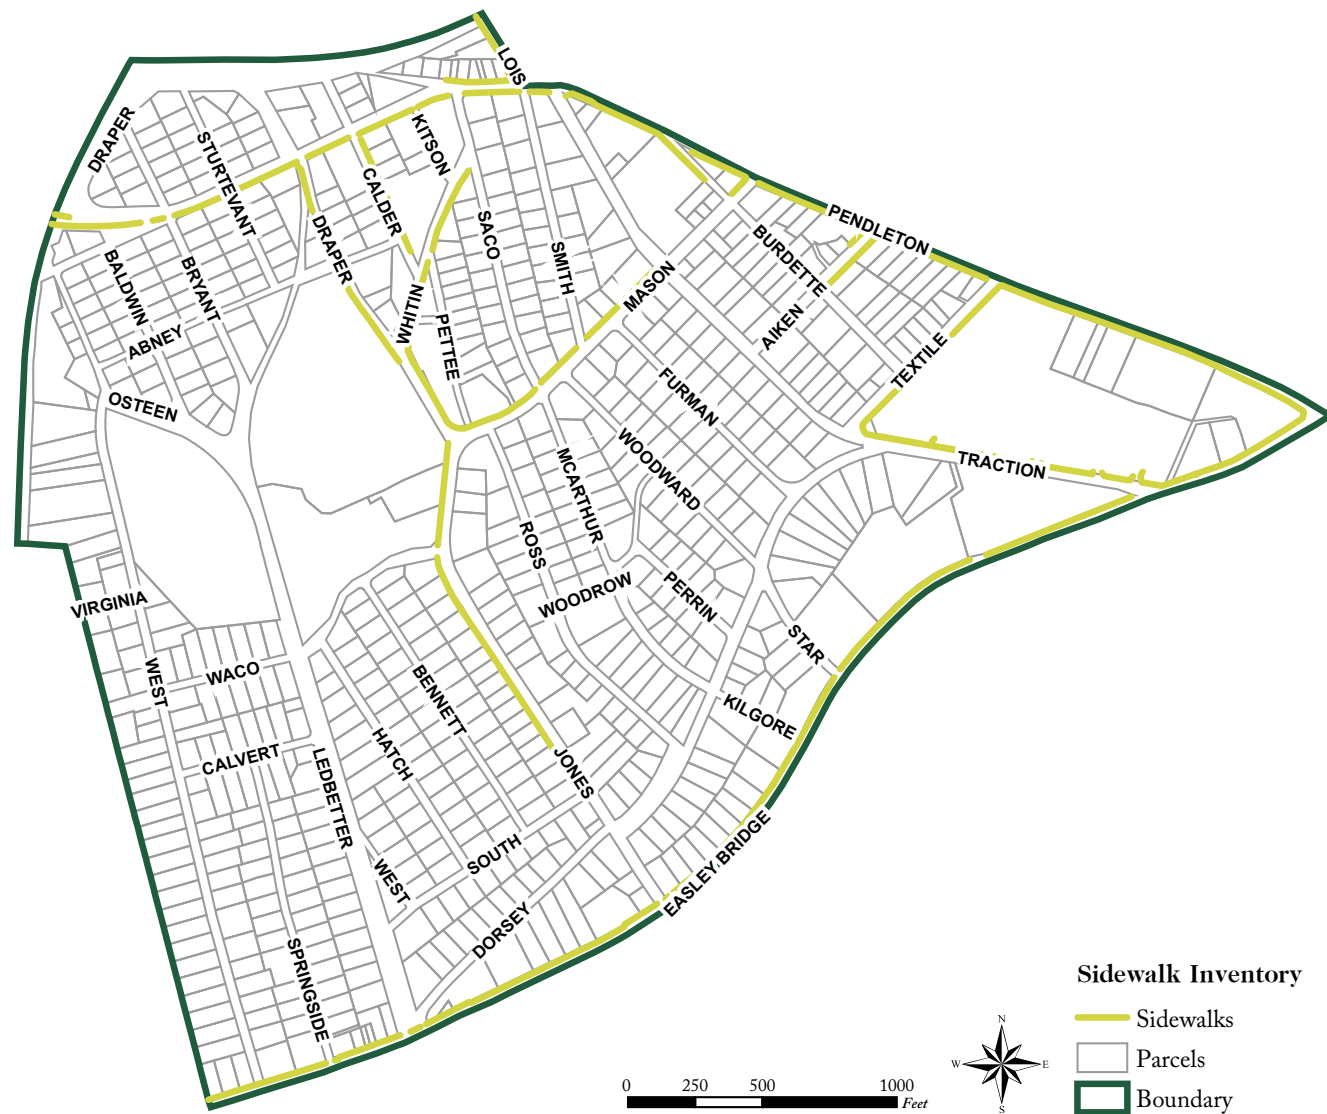 LOIS
DRAPER
STURTEVANT
KITSON
CALDER
DRAPER
SACO
SMITH
PENDLETON
BURDETTE
MASON
AIKEN
TEXTILE
BALDWIN
BRYANT
ABNEY
WHITIN
PETTEE
OSTEEN
FURMAN
WOODWARD
TRACTION
MCARTHUR
ROSS
WOODROW
PERRIN
STAR
KILGORE
VIRGINIA
WEST
WACO
CALVERT
BENNETT
HATCH
LEDBETTER
JONES
SOUTH
WEST
DORSEY
EASLEY BRIDGE
SPRINGSIDE
Sidewalk Inventory
Sidewalks
Parcels
Boundary
N
W E
S
0 250 500 1000
Feet